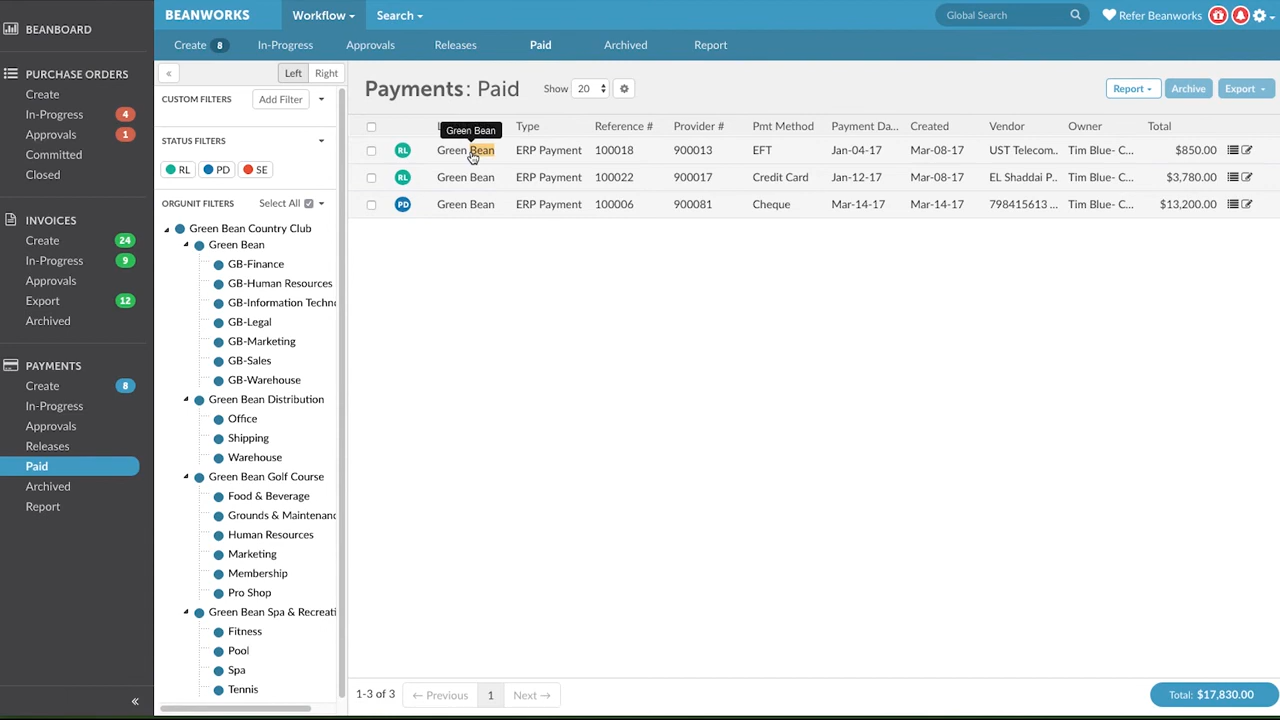 BEANWORKS Workflow Search Global Search Refer Beanworks
Create 8 In-Progress Approvals Releases Paid Archived Report
BEANBOARD
PURCHASE ORDERS
Create
In-Progress 4
Approvals 1
Committed
Closed
INVOICES
Create 24
In-Progress 9
Approvals
Export 12
Archived
PAYMENTS
Create 8
In-Progress
Approvals
Releases
Paid
Archived
Report
«
« Left Right
CUSTOM FILTERS Add Filter
STATUS FILTERS
RL PD SE
ORGUNIT FILTERS Select All
Green Bean Country Club
Green Bean
GB-Finance
GB-Human Resources
GB-Information Techno
GB-Legal
GB-Marketing
GB-Sales
GB-Warehouse
Green Bean Distribution
Office
Shipping
Warehouse
Green Bean Golf Course
Food & Beverage
Grounds & Maintenanc
Human Resources
Marketing
Membership
Pro Shop
Green Bean Spa & Recreati
Fitness
Pool
Spa
Tennis
Payments: Paid Show 20 Report Archive Export
Green Bean
Type Reference # Provider # Pmt Method Payment Da... Created Vendor Owner Total
RL Green Bean ERP Payment 100018 900013 EFT Jan-04-17 Mar-08-17 UST Telecom.. Tim Blue- C... $850.00
RL Green Bean ERP Payment 100022 900017 Credit Card Jan-12-17 Mar-08-17 EL Shaddai P.. Tim Blue- C... $3,780.00
PD Green Bean ERP Payment 100006 900081 Cheque Mar-14-17 Mar-14-17 798415613 ... Tim Blue- C... $13,200.00
1-3 of 3 ← Previous 1 Next → Total: $17,830.00